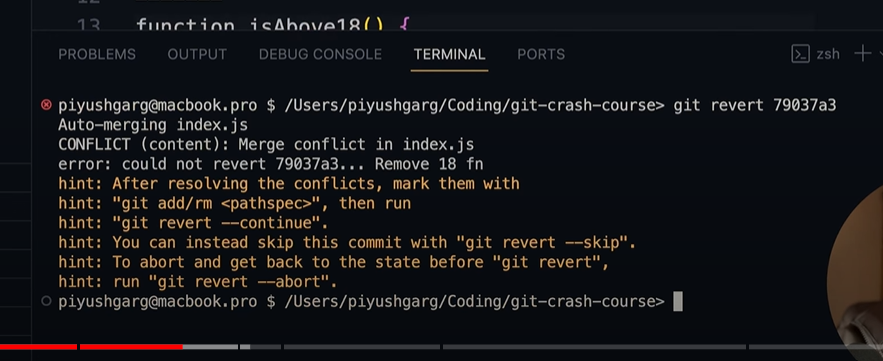 13 function isAbove18() {
PROBLEMS OUTPUT DEBUG CONSOLE TERMINAL PORTS zsh
piyushgarg@macbook.pro $ /Users/piyushgarg/Coding/git-crash-course> git revert 79037a3
Auto-merging index.js
CONFLICT (content): Merge conflict in index.js
error: could not revert 79037a3... Remove 18 fn
hint: After resolving the conflicts, mark them with
hint: "git add/rm <pathspec>", then run
hint: "git revert --continue".
hint: You can instead skip this commit with "git revert --skip".
hint: To abort and get back to the state before "git revert",
hint: run "git revert --abort".
piyushgarg@macbook.pro $ /Users/piyushgarg/Coding/git-crash-course>